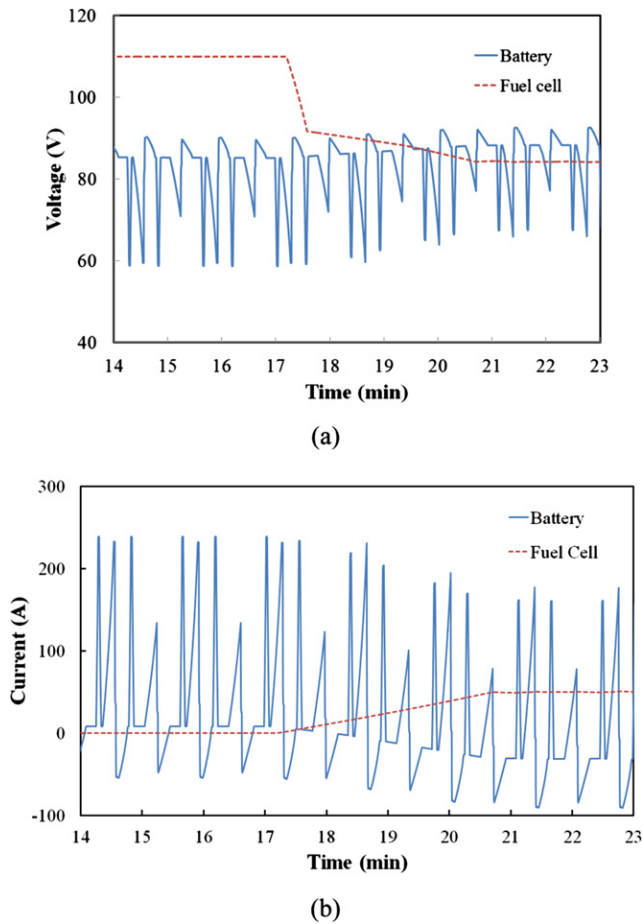 120
100
80
60
40
Voltage (V)
Battery
Fuel cell
14 15 16 17 18 19 20 21 22 23
Time (min)
(a)
300
200
100
0
-100
Current (A)
Battery
Fuel Cell
14 15 16 17 18 19 20 21 22 23
Time (min)
(b)